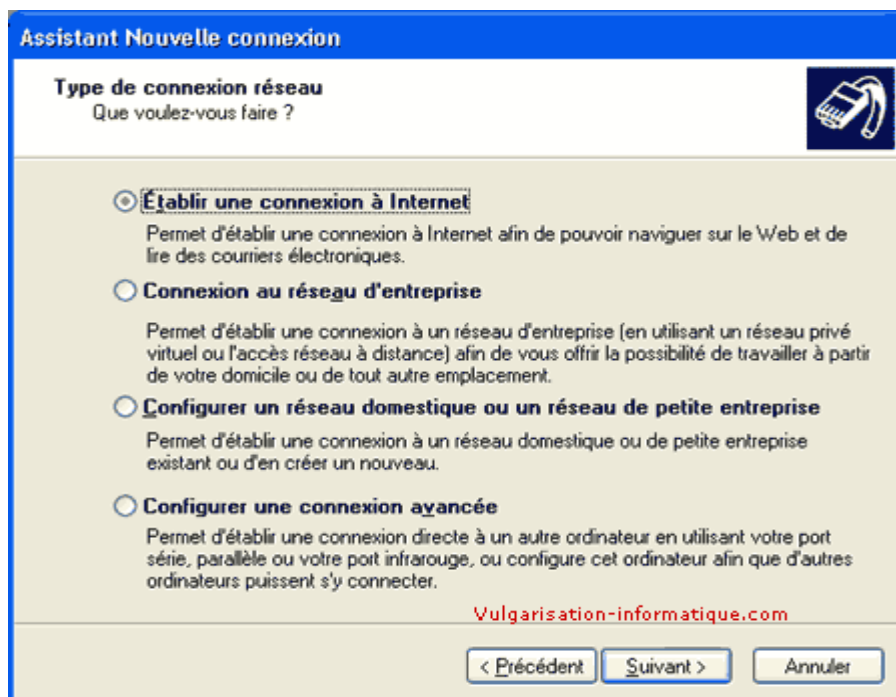 Assistant Nouvelle connexion
Type de connexion réseau
Que voulez-vous faire ?
Établir une connexion à Internet
Permet d'établir une connexion à Internet afin de pouvoir naviguer sur le Web et de
lire des courriers électroniques.
Connexion au réseau d'entreprise
Permet d'établir une connexion à un réseau d'entreprise (en utilisant un réseau privé
virtuel ou l'accès réseau à distance) afin de vous offrir la possibilité de travailler à partir
de votre domicile ou de tout autre emplacement.
Configurer un réseau domestique ou un réseau de petite entreprise
Permet d'établir une connexion à un réseau domestique ou de petite entreprise
existant ou d'en créer un nouveau.
Configurer une connexion avancée
Permet d'établir une connexion directe à un autre ordinateur en utilisant votre port
série, parallèle ou votre port infrarouge, ou configure cet ordinateur afin que d'autres
ordinateurs puissent s'y connecter.
Vulgarisation-informatique.com
< Précédent Suivant > Annuler